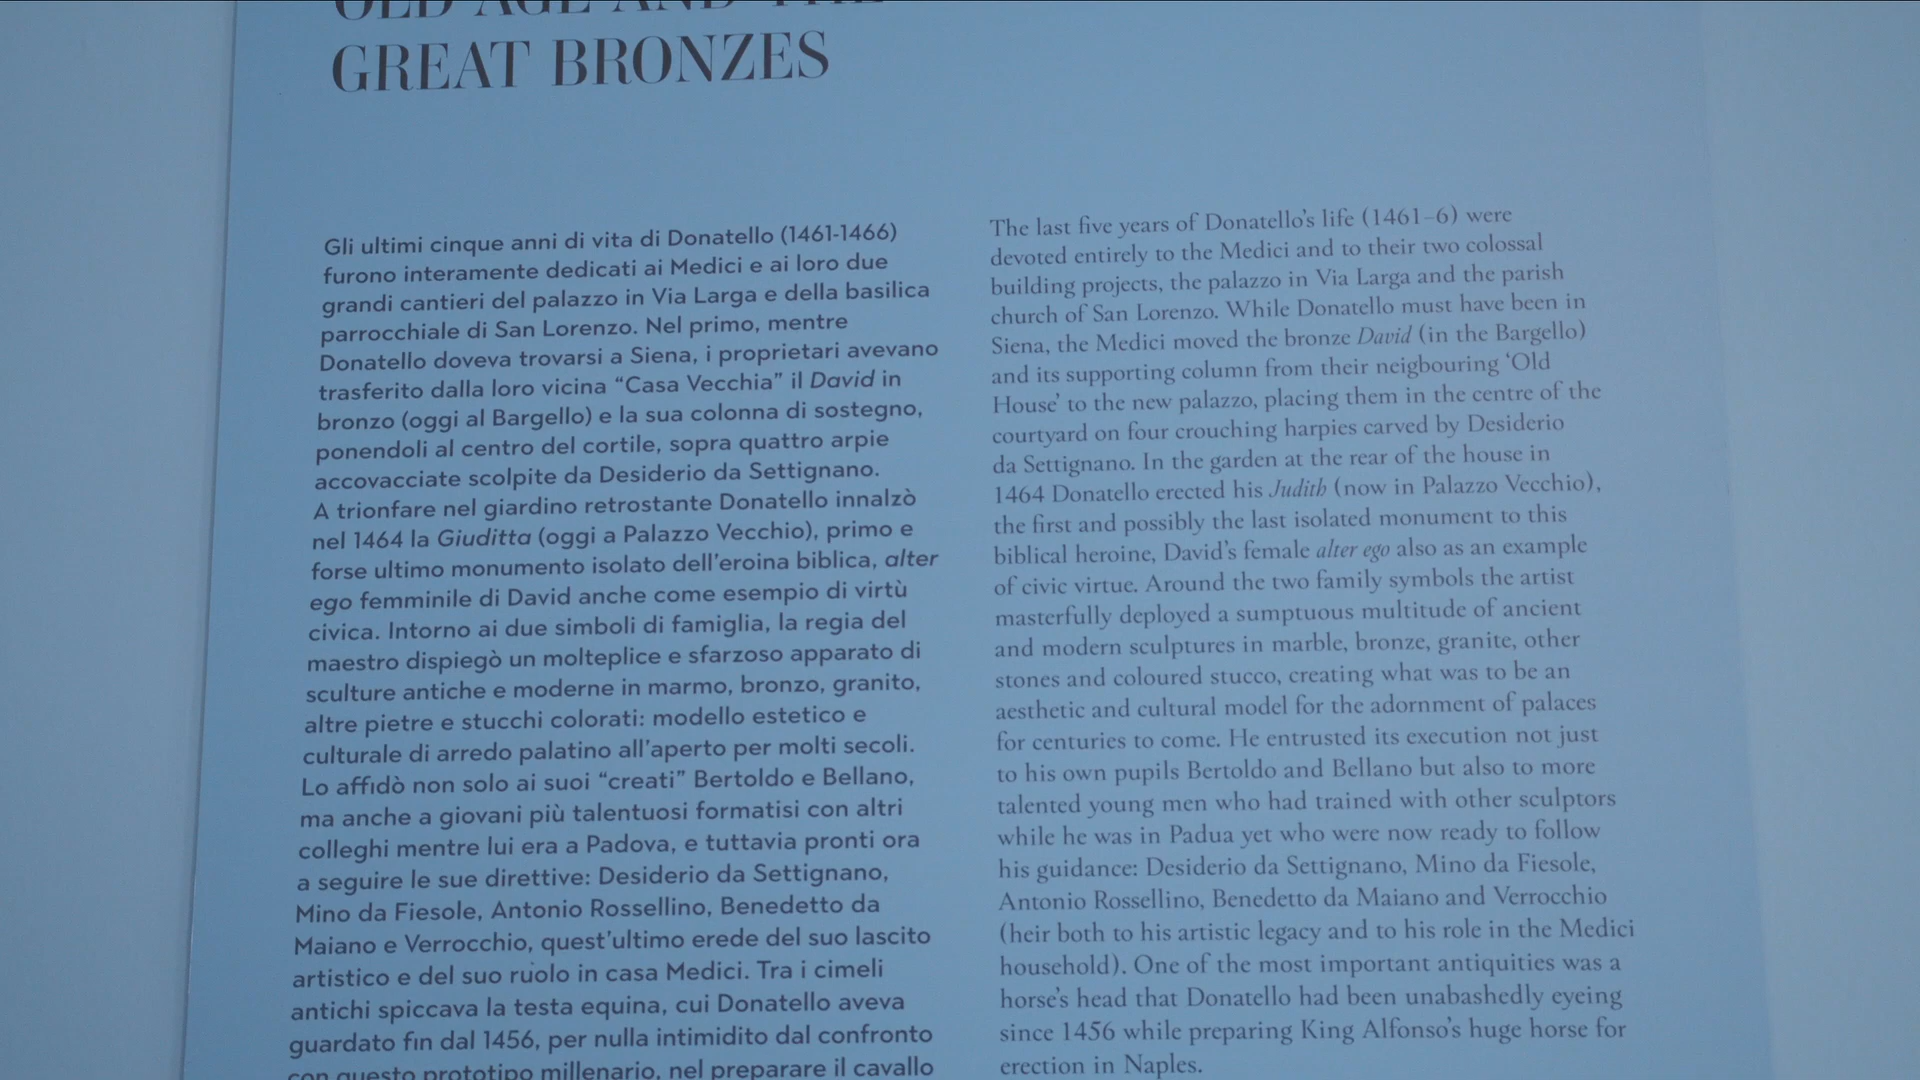 OLD AGE AND THE
GREAT BRONZES
Gli ultimi cinque anni di vita di Donatello (1461-1466)
furono interamente dedicati ai Medici e ai loro due
grandi cantieri del palazzo in Via Larga e della basilica
parrocchiale di San Lorenzo. Nel primo, mentre
Donatello doveva trovarsi a Siena, i proprietari avevano
trasferito dalla loro vicina “Casa Vecchia” il David in
bronzo (oggi al Bargello) e la sua colonna di sostegno,
ponendoli al centro del cortile, sopra quattro arpie
accovacciate scolpite da Desiderio da Settignano.
A trionfare nel giardino retrostante Donatello innalzò
nel 1464 la Giuditta (oggi a Palazzo Vecchio), primo e
forse ultimo monumento isolato dell’eroina biblica, alter
ego femminile di David anche come esempio di virtù
civica. Intorno ai due simboli di famiglia, la regia del
maestro dispiegò un molteplice e sfarzoso apparato di
sculture antiche e moderne in marmo, bronzo, granito,
altre pietre e stucchi colorati: modello estetico e
culturale di arredo palatino all’aperto per molti secoli.
Lo affidò non solo ai suoi “creati” Bertoldo e Bellano,
ma anche a giovani più talentuosi formatisi con altri
colleghi mentre lui era a Padova, e tuttavia pronti ora
a seguire le sue direttive: Desiderio da Settignano,
Mino da Fiesole, Antonio Rossellino, Benedetto da
Maiano e Verrocchio, quest’ultimo erede del suo lascito
artistico e del suo ruolo in casa Medici. Tra i cimeli
antichi spiccava la testa equina, cui Donatello aveva
guardato fin dal 1456, per nulla intimidito dal confronto
con questo prototipo millenario, nel preparare il cavallo
The last five years of Donatello’s life (1461–6) were
devoted entirely to the Medici and to their two colossal
building projects, the palazzo in Via Larga and the parish
church of San Lorenzo. While Donatello must have been in
Siena, the Medici moved the bronze David (in the Bargello)
and its supporting column from their neigbouring ‘Old
House’ to the new palazzo, placing them in the centre of the
courtyard on four crouching harpies carved by Desiderio
da Settignano. In the garden at the rear of the house in
1464 Donatello erected his Judith (now in Palazzo Vecchio),
the first and possibly the last isolated monument to this
biblical heroine, David’s female alter ego also as an example
of civic virtue. Around the two family symbols the artist
masterfully deployed a sumptuous multitude of ancient
and modern sculptures in marble, bronze, granite, other
stones and coloured stucco, creating what was to be an
aesthetic and cultural model for the adornment of palaces
for centuries to come. He entrusted its execution not just
to his own pupils Bertoldo and Bellano but also to more
talented young men who had trained with other sculptors
while he was in Padua yet who were now ready to follow
his guidance: Desiderio da Settignano, Mino da Fiesole,
Antonio Rossellino, Benedetto da Maiano and Verrocchio
(heir both to his artistic legacy and to his role in the Medici
household). One of the most important antiquities was a
horse’s head that Donatello had been unabashedly eyeing
since 1456 while preparing King Alfonso’s huge horse for
erection in Naples.